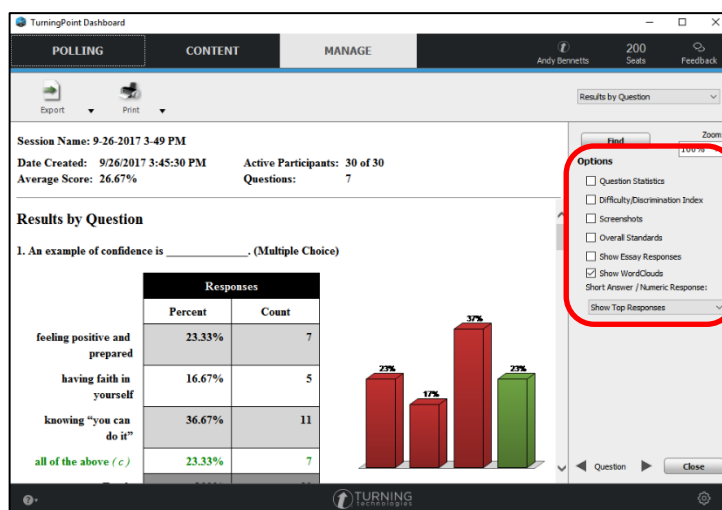 TurningPoint Dashboard
POLLING CONTENT MANAGE Andy Bennetts 200 Seats Feedback
Export Print Results by Question
Session Name: 9-26-2017 3-49 PM
Find Zoom
100%
Date Created: 9/26/2017 3:45:30 PM Active Participants: 30 of 30
Average Score: 26.67% Questions: 7
Options
Question Statistics
Difficulty/Discrimination Index
Screenshots
Overall Standards
Show Essay Responses
Show WordClouds
Short Answer / Numeric Response:
Show Top Responses
Results by Question
1. An example of confidence is ______________. (Multiple Choice)
Responses
Percent Count
feeling positive and prepared 23.33% 7
having faith in yourself 16.67% 5
knowing “you can do it” 36.67% 11
all of the above (c) 23.33% 7
23% 17% 37% 23%
Question Close
TURNING technologies